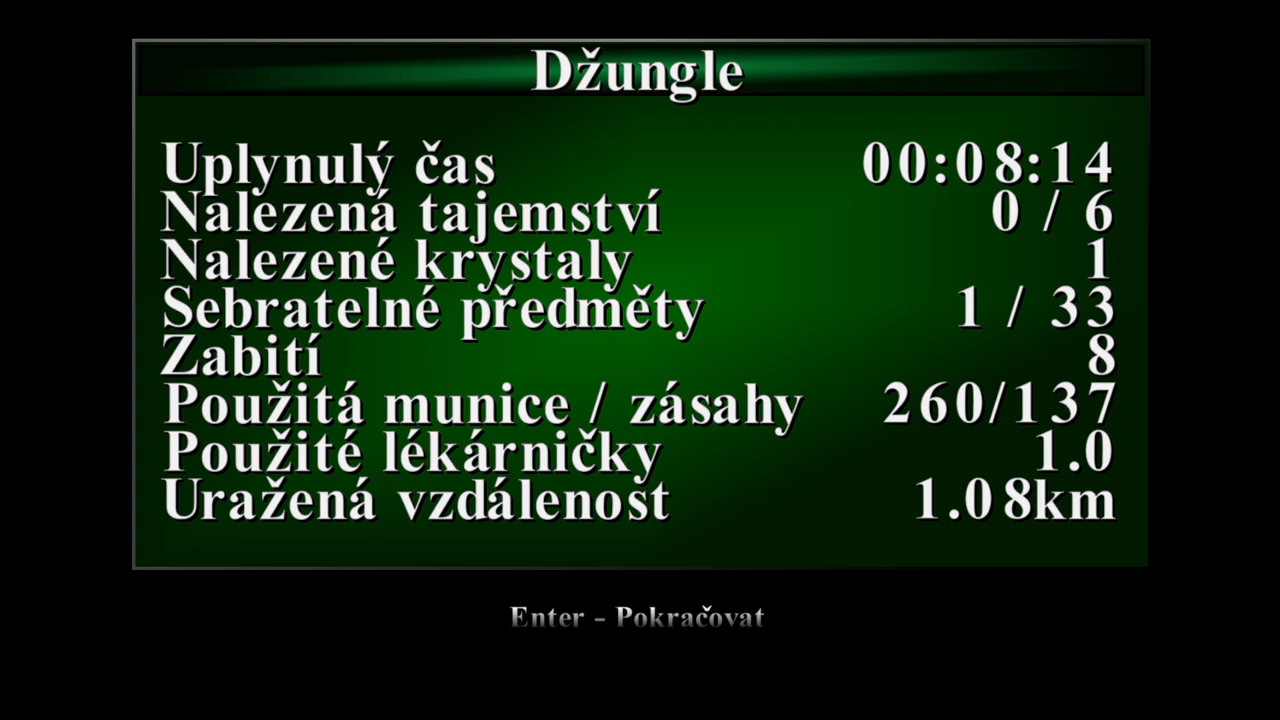 Džungle
Uplynulý čas 00:08:14
Nalezená tajemství 0 / 6
Nalezené krystaly 1
Sebratelné předměty 1 / 33
Zabití 8
Použitá munice / zásahy 260/137
Použité lékárničky 1.0
Uražená vzdálenost 1.08km
Enter - Pokračovat